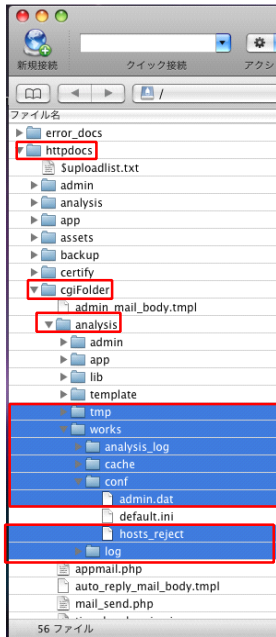 新規接続
クイック接続
アクシ
/
ファイル名
error_docs
httpdocs
$uploadlist.txt
admin
analysis
app
assets
backup
certify
cgiFolder
admin_mail_body.tmpl
analysis
admin
app
lib
template
tmp
works
analysis_log
cache
conf
admin.dat
default.ini
hosts_reject
log
appmail.php
auto_reply_mail_body.tmpl
mail_send.php
56 ファイル